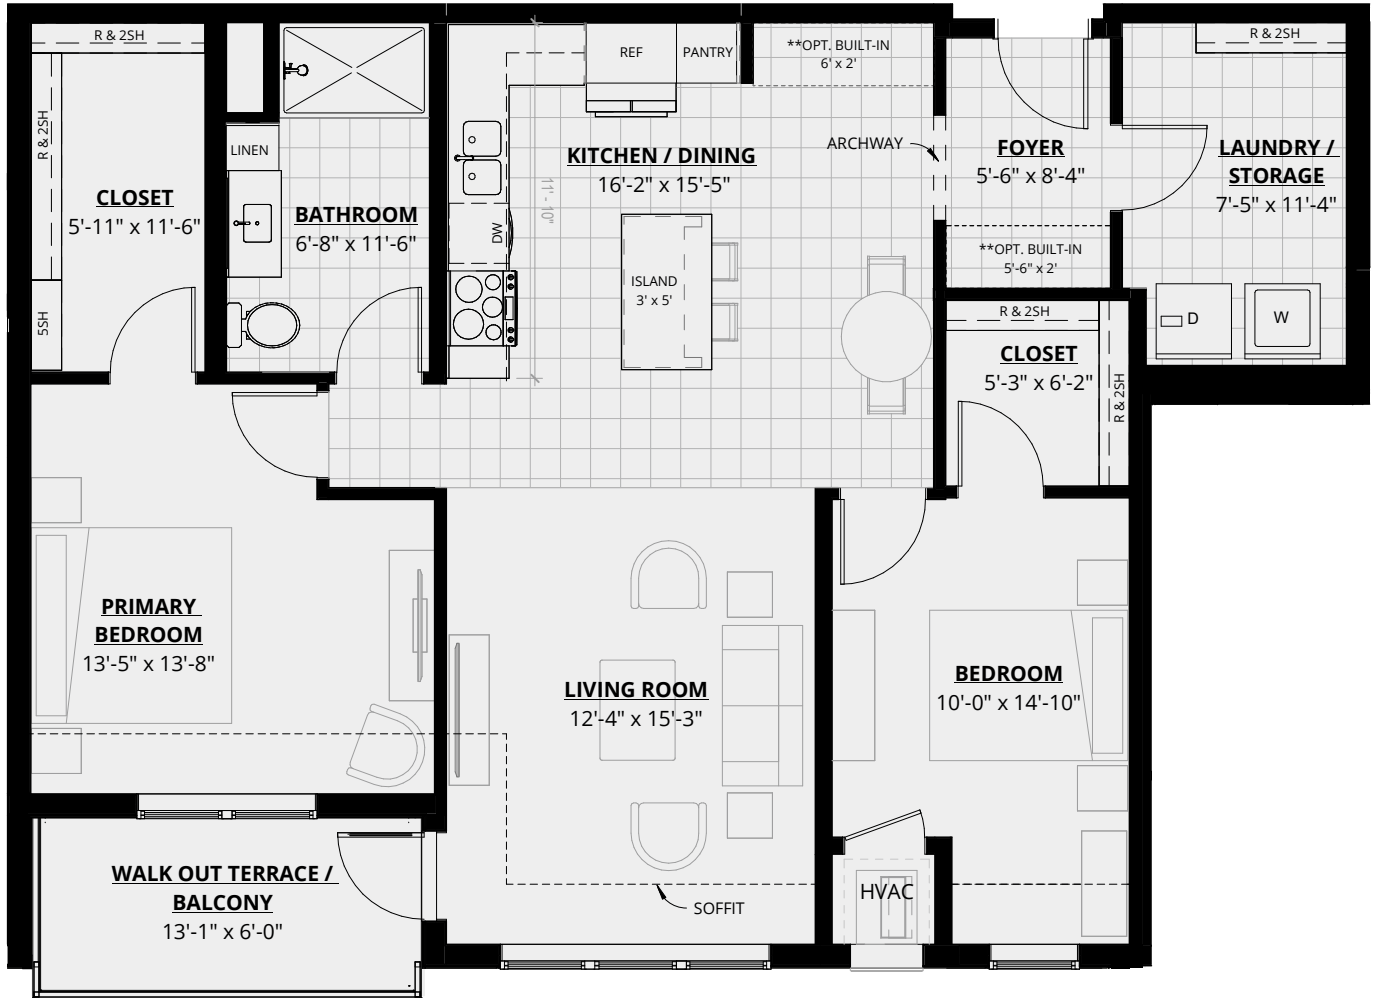 R & 2SH
R & 2SH
CLOSET
5'-11" x 11'-6"
5SH
LINEN
BATHROOM
6'-8" x 11'-6"
REF
PANTRY
**OPT. BUILT-IN
6' x 2'
KITCHEN / DINING
16'-2" x 15'-5"
11' - 10"
DW
ISLAND
3' x 5'
ARCHWAY
FOYER
5'-6" x 8'-4"
**OPT. BUILT-IN
5'-6" x 2'
R & 2SH
LAUNDRY /
STORAGE
7'-5" x 11'-4"
D
W
R & 2SH
CLOSET
5'-3" x 6'-2"
R & 2SH
PRIMARY
BEDROOM
13'-5" x 13'-8"
LIVING ROOM
12'-4" x 15'-3"
BEDROOM
10'-0" x 14'-10"
WALK OUT TERRACE /
BALCONY
13'-1" x 6'-0"
SOFFIT
HVAC